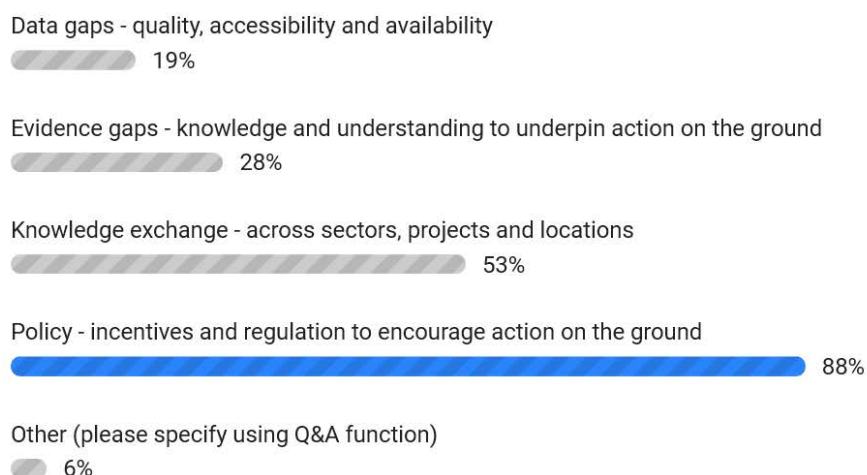 Data gaps - quality, accessibility and availability
19%
Evidence gaps - knowledge and understanding to underpin action on the ground
28%
Knowledge exchange - across sectors, projects and locations
53%
Policy - incentives and regulation to encourage action on the ground
88%
Other (please specify using Q&A function)
6%